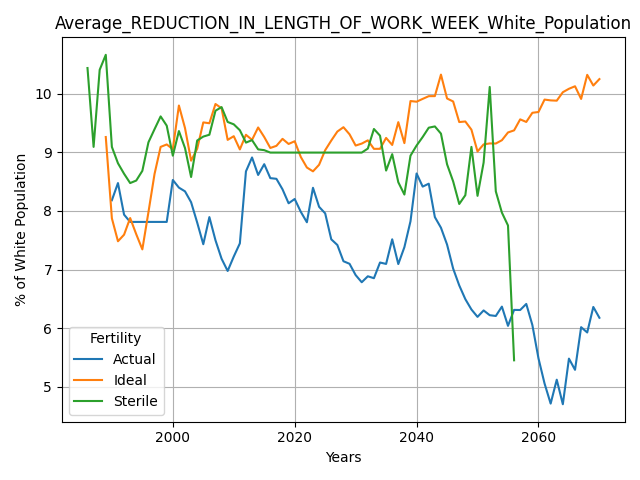 Average_REDUCTION_IN_LENGTH_OF_WORK_WEEK_White_Population
% of White Population
10
9
8
7
6
5
Fertility
Actual
Ideal
Sterile
2000 2020 2040 2060
Years